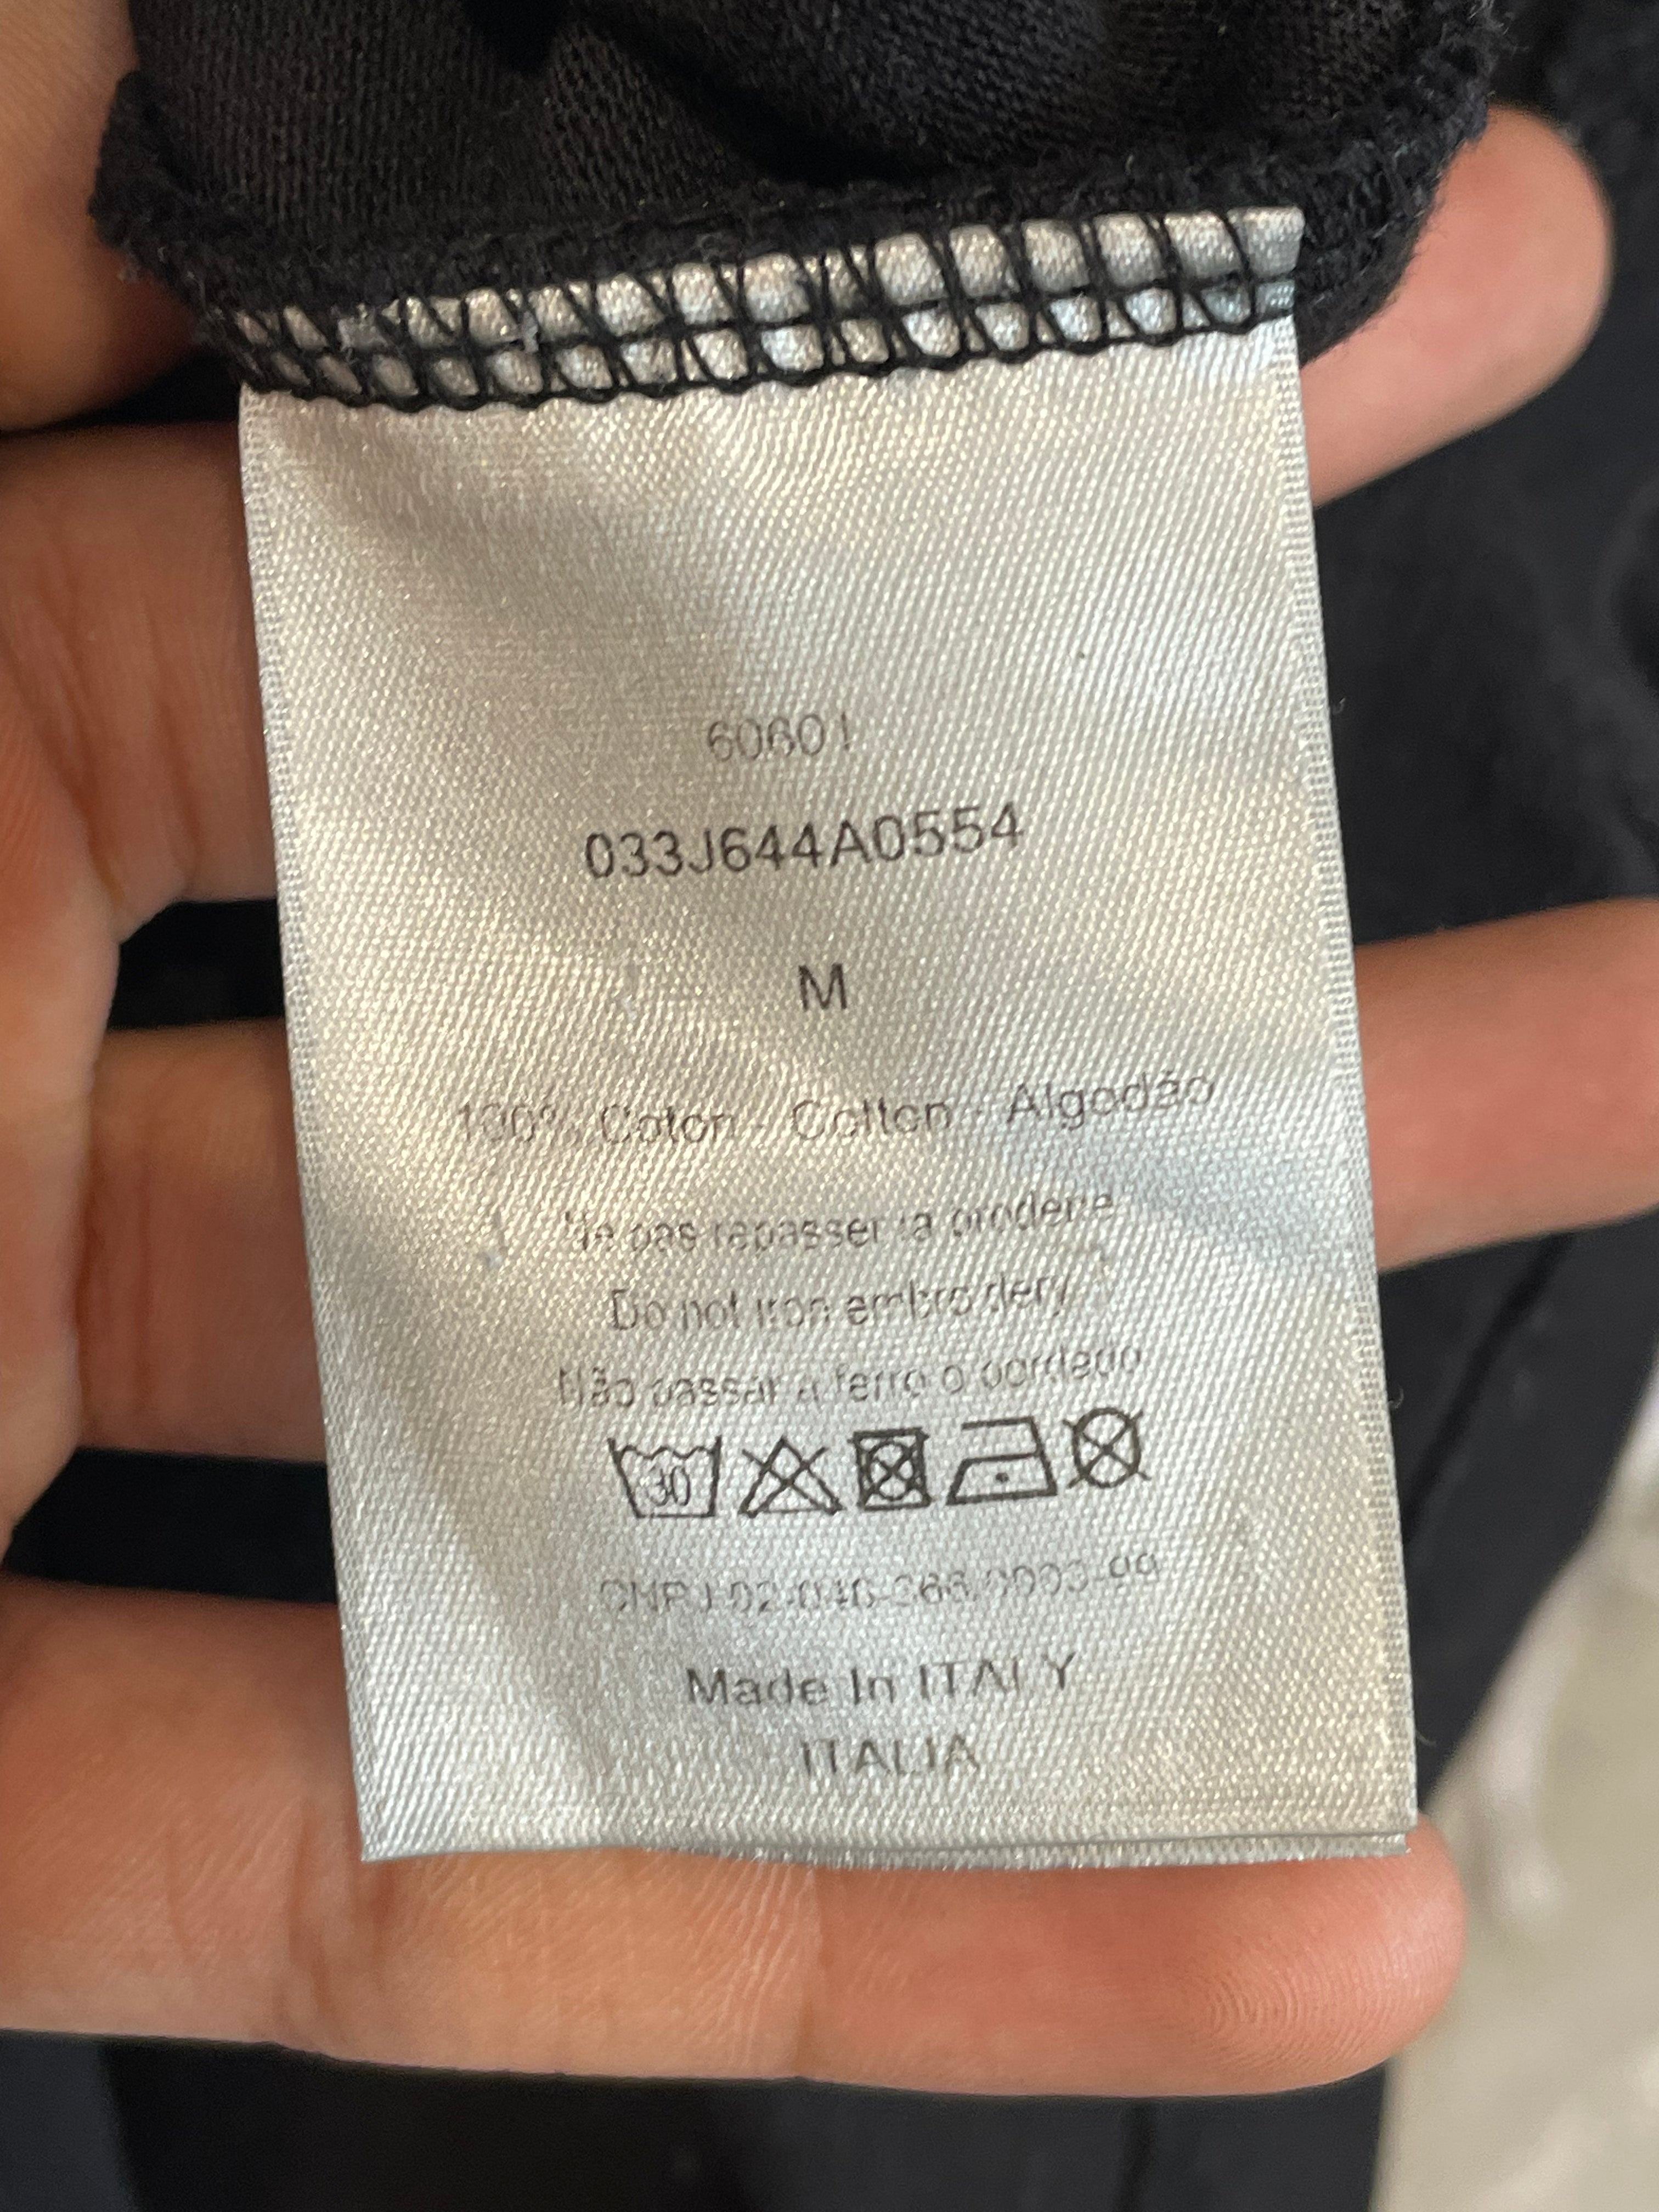 60601
033J644A0554
M
100% Coton - Cotton - Algodão
Ne pas repasser la broderie
Do not iron embroidery
Não passar a ferro o bordado
30
CNPJ
Made In ITALY
ITALIA